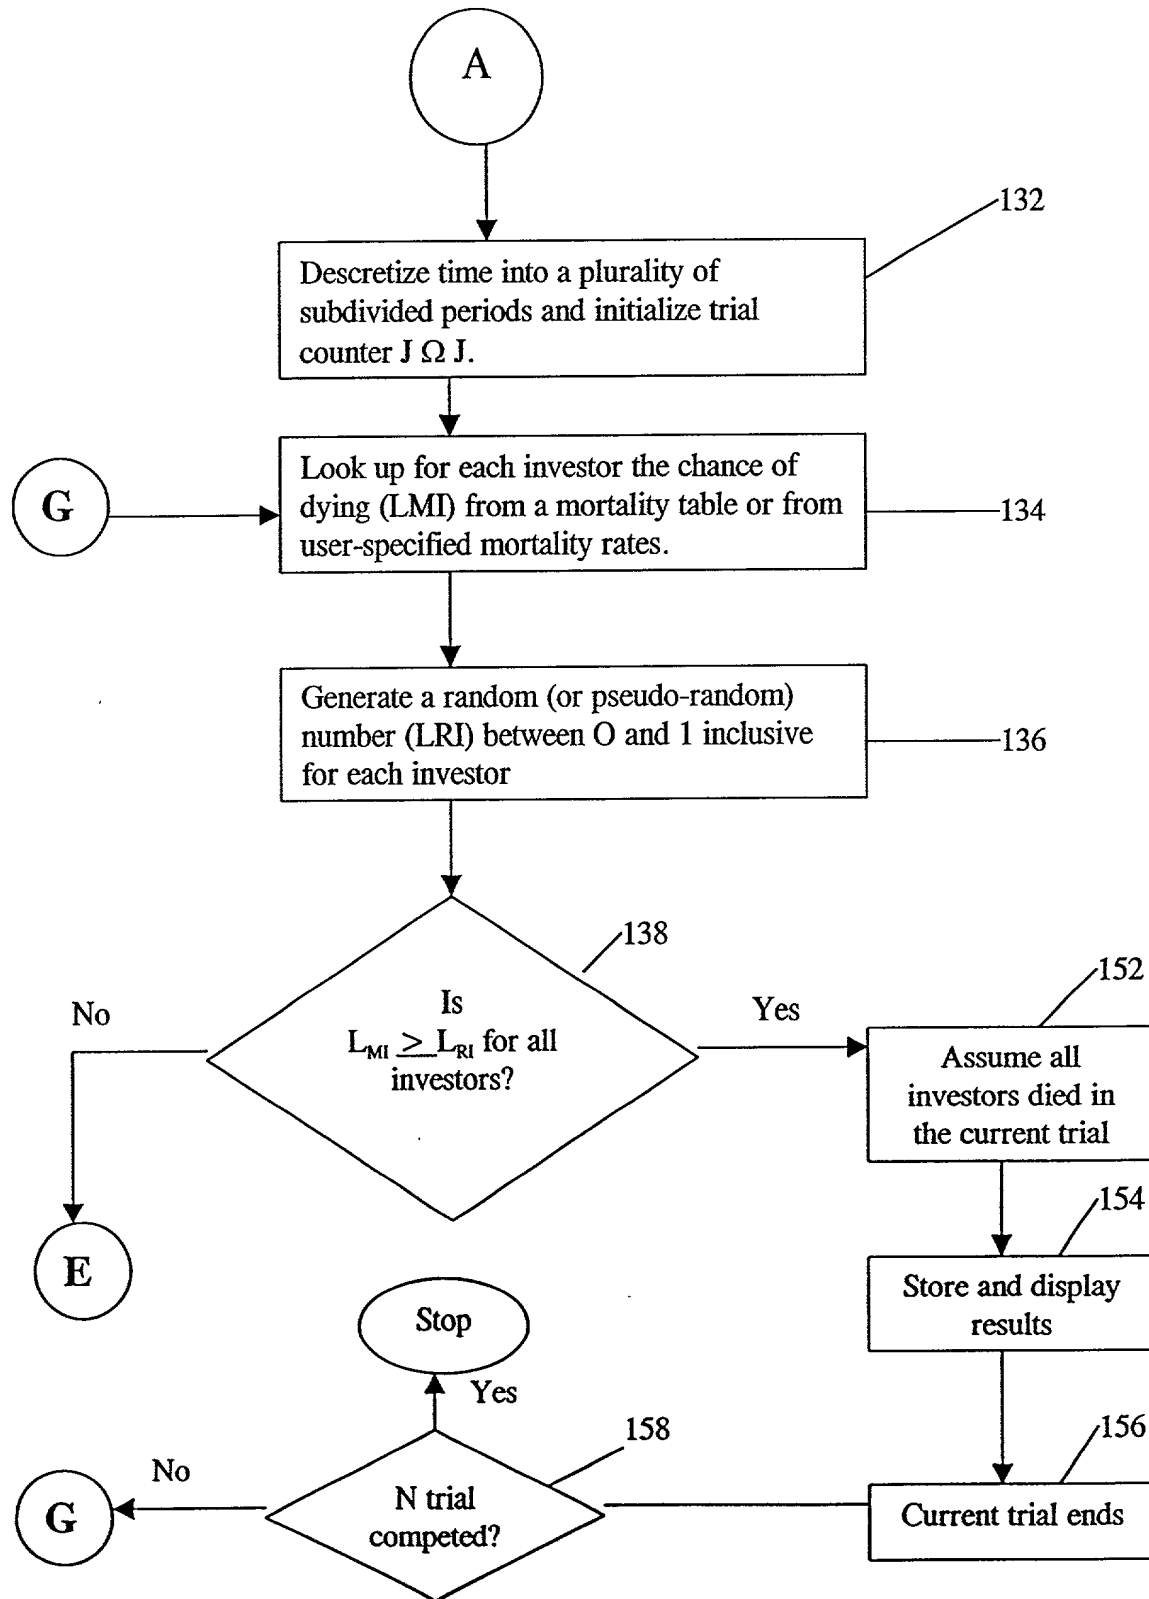 A
132
Descretize time into a plurality of
subdivided periods and initialize trial
counter J Ω J.
G
Look up for each investor the chance of
dying (LMI) from a mortality table or from
user-specified mortality rates.
134
Generate a random (or pseudo-random)
number (LRI) between O and 1 inclusive
for each investor
136
138
No
Is
L_MI ≥ L_RI for all
investors?
Yes
152
Assume all
investors died in
the current trial
E
154
Store and display
results
Stop
Yes
158
156
No
G
N trial
competed?
Current trial ends